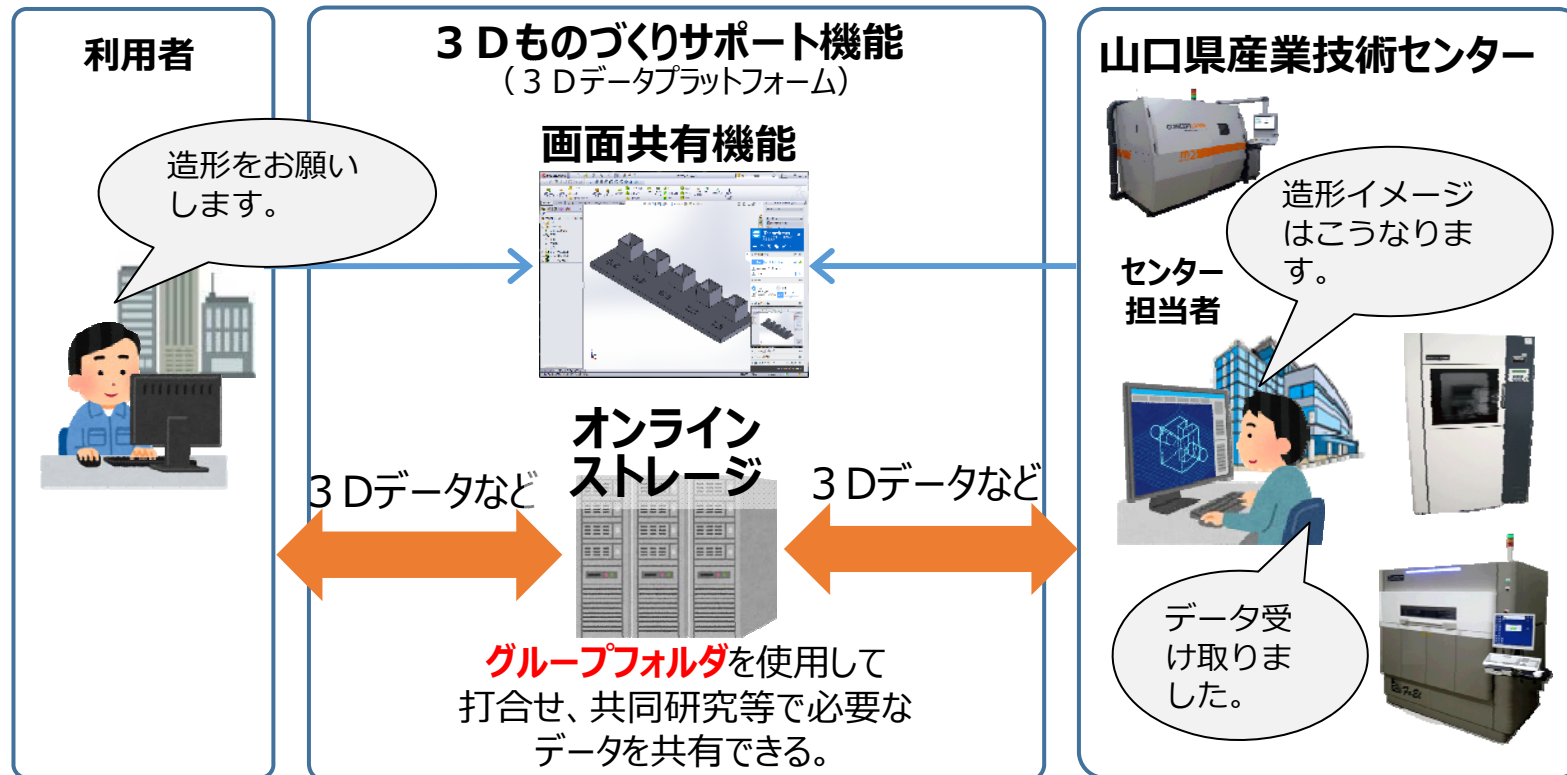 利用者
造形をお願い
します。
３Ｄものづくりサポート機能
（３Ｄデータプラットフォーム）
画面共有機能
オンライン
ストレージ
３Ｄデータなど
３Ｄデータなど
グループフォルダを使用して
打合せ、共同研究等で必要な
データを共有できる。
山口県産業技術センター
造形イメージ
はこうなりま
す。
センター
担当者
データ受
け取りま
した。